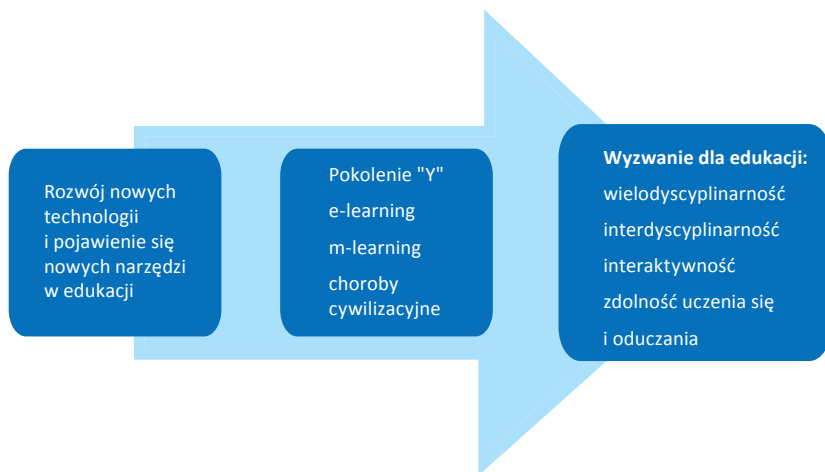 Rozwój nowych
technologii
i pojawienie się
nowych narzędzi
w edukacji
Pokolenie "Y"
e-learning
m-learning
choroby
cywilizacyjne
Wyzwanie dla edukacji:
wielodyscyplinarność
interdyscyplinarność
interaktywność
zdolność uczenia się
i oduczania